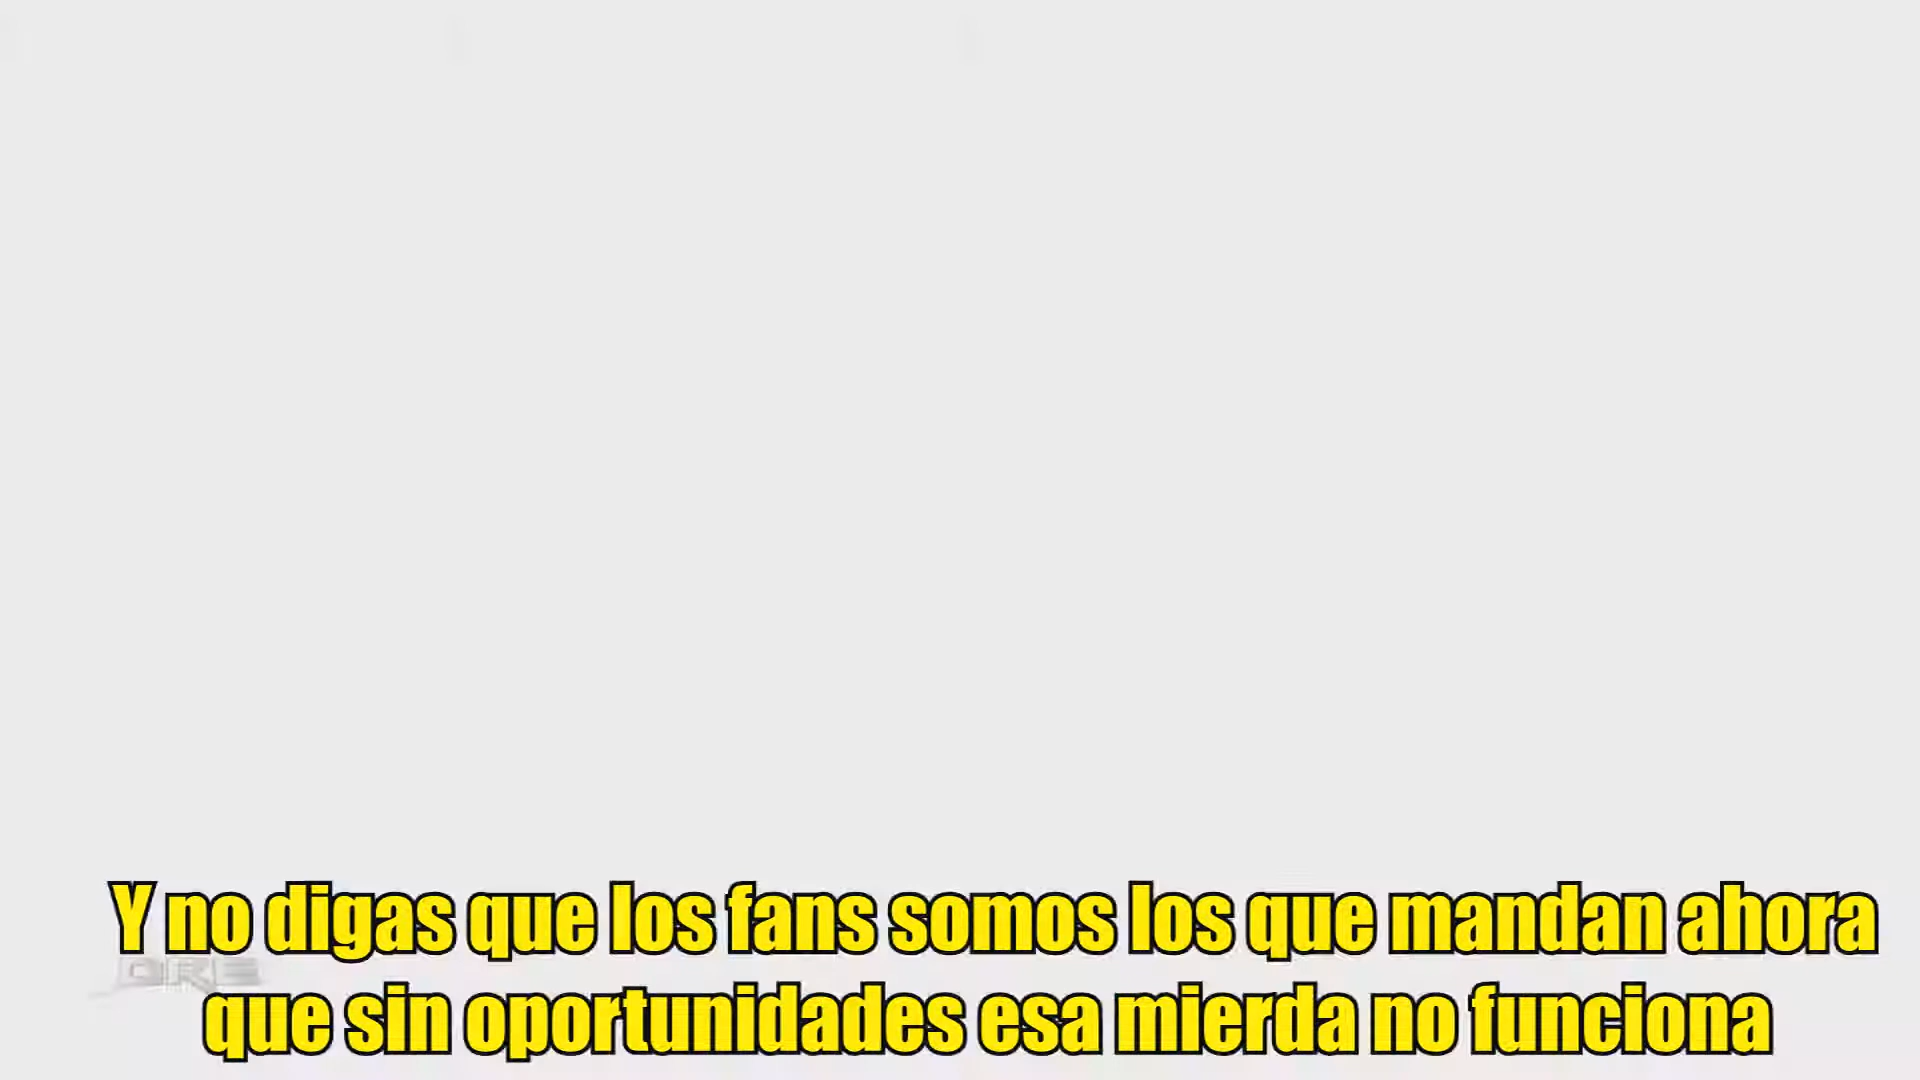 Y no digas que los fans somos los que mandan ahora
que sin oportunidades esa mierda no funciona